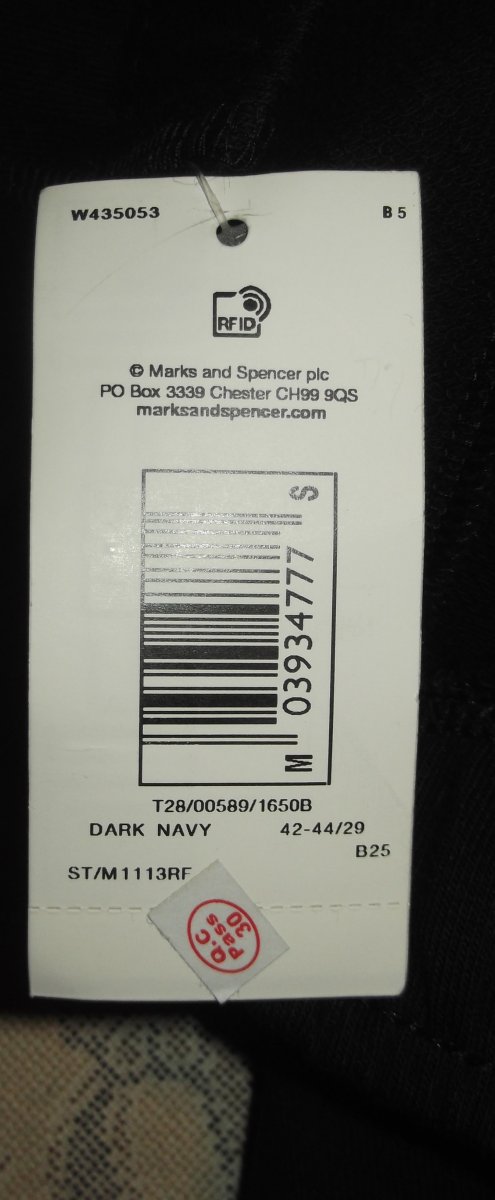 W435053 B 5
RFID
© Marks and Spencer plc
PO Box 3339 Chester CH99 9QS
marksandspencer.com
M 03934777 S
T28/00589/1650B
DARK NAVY 42-44/29
B25
ST/M1113RF
Q.C
Pass
30